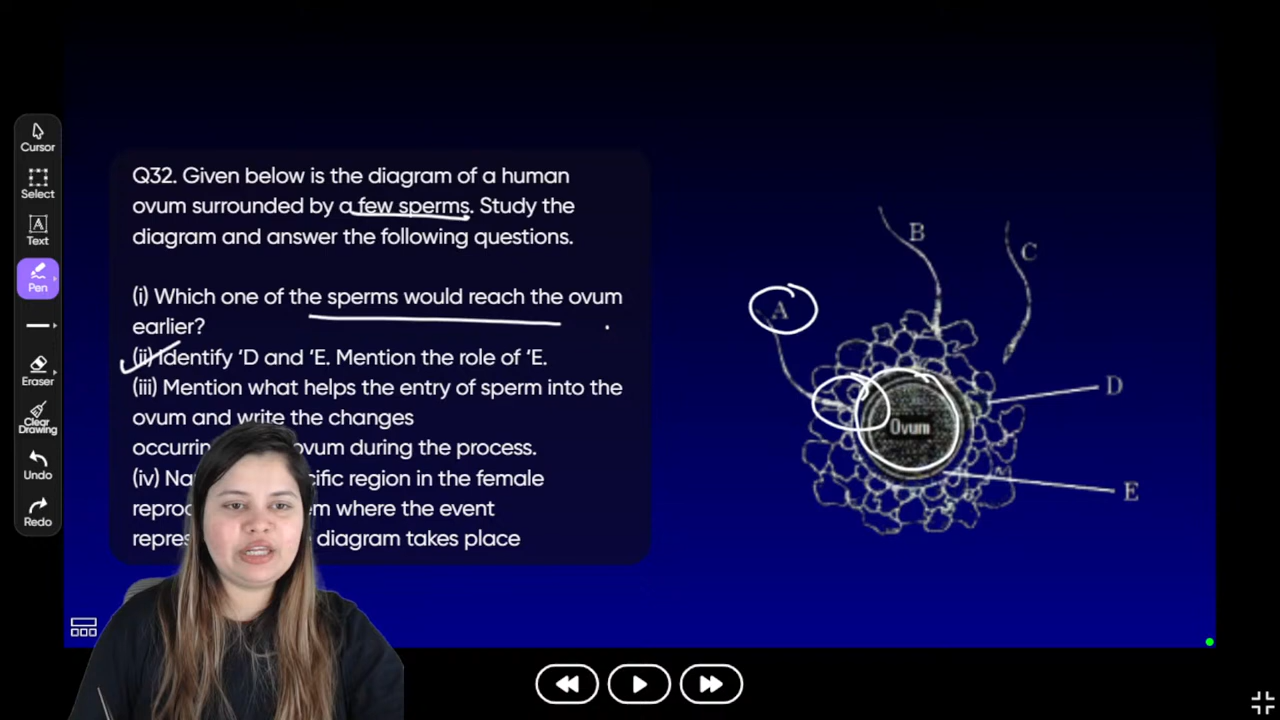 Cursor
Select
Text
Pen
Eraser
Clear
Drawing
Undo
Redo
Q32. Given below is the diagram of a human
ovum surrounded by a few sperms. Study the
diagram and answer the following questions.
(i) Which one of the sperms would reach the ovum
earlier?
(ii) Identify ‘D and ‘E. Mention the role of ‘E.
(iii) Mention what helps the entry of sperm into the
ovum and write the changes
occurrin ovum during the process.
(iv) Na cific region in the female
repro em where the event
repres diagram takes place
A
B
C
D
E
Ovum